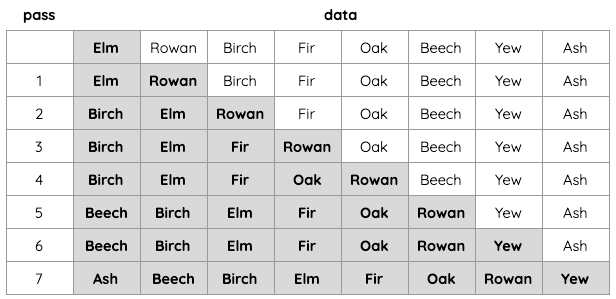 pass data
Elm Rowan Birch Fir Oak Beech Yew Ash
1 Elm Rowan Birch Fir Oak Beech Yew Ash
2 Birch Elm Rowan Fir Oak Beech Yew Ash
3 Birch Elm Fir Rowan Oak Beech Yew Ash
4 Birch Elm Fir Oak Rowan Beech Yew Ash
5 Beech Birch Elm Fir Oak Rowan Yew Ash
6 Beech Birch Elm Fir Oak Rowan Yew Ash
7 Ash Beech Birch Elm Fir Oak Rowan Yew